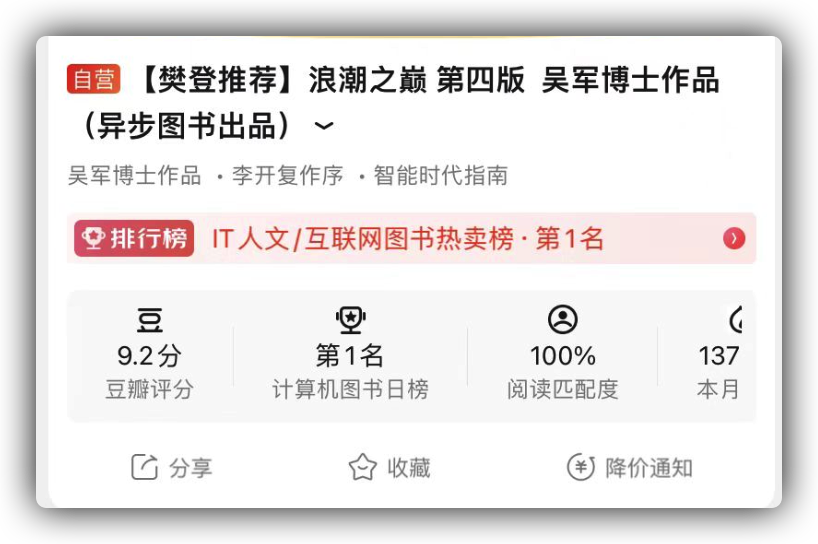 自营 【樊登推荐】浪潮之巅 第四版 吴军博士作品
（异步图书出品）
吴军博士作品 · 李开复作序 · 智能时代指南
排行榜 IT人文/互联网图书热卖榜·第1名
豆
9.2分 第1名 100% 137
豆瓣评分 计算机图书日榜 阅读匹配度 本月
分享 收藏 降价通知